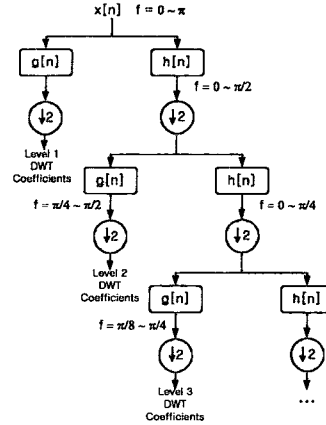 x[n] f = 0 ~ π
g[n] h[n]
f = 0 ~ π/2
↓2 ↓2
Level 1
DWT
Coefficients
g[n] h[n]
f = π/4 ~ π/2 f = 0 ~ π/4
↓2 ↓2
Level 2
DWT
Coefficients
g[n] h[n]
f = π/8 ~ π/4
↓2 ↓2
Level 3
DWT
Coefficients
...